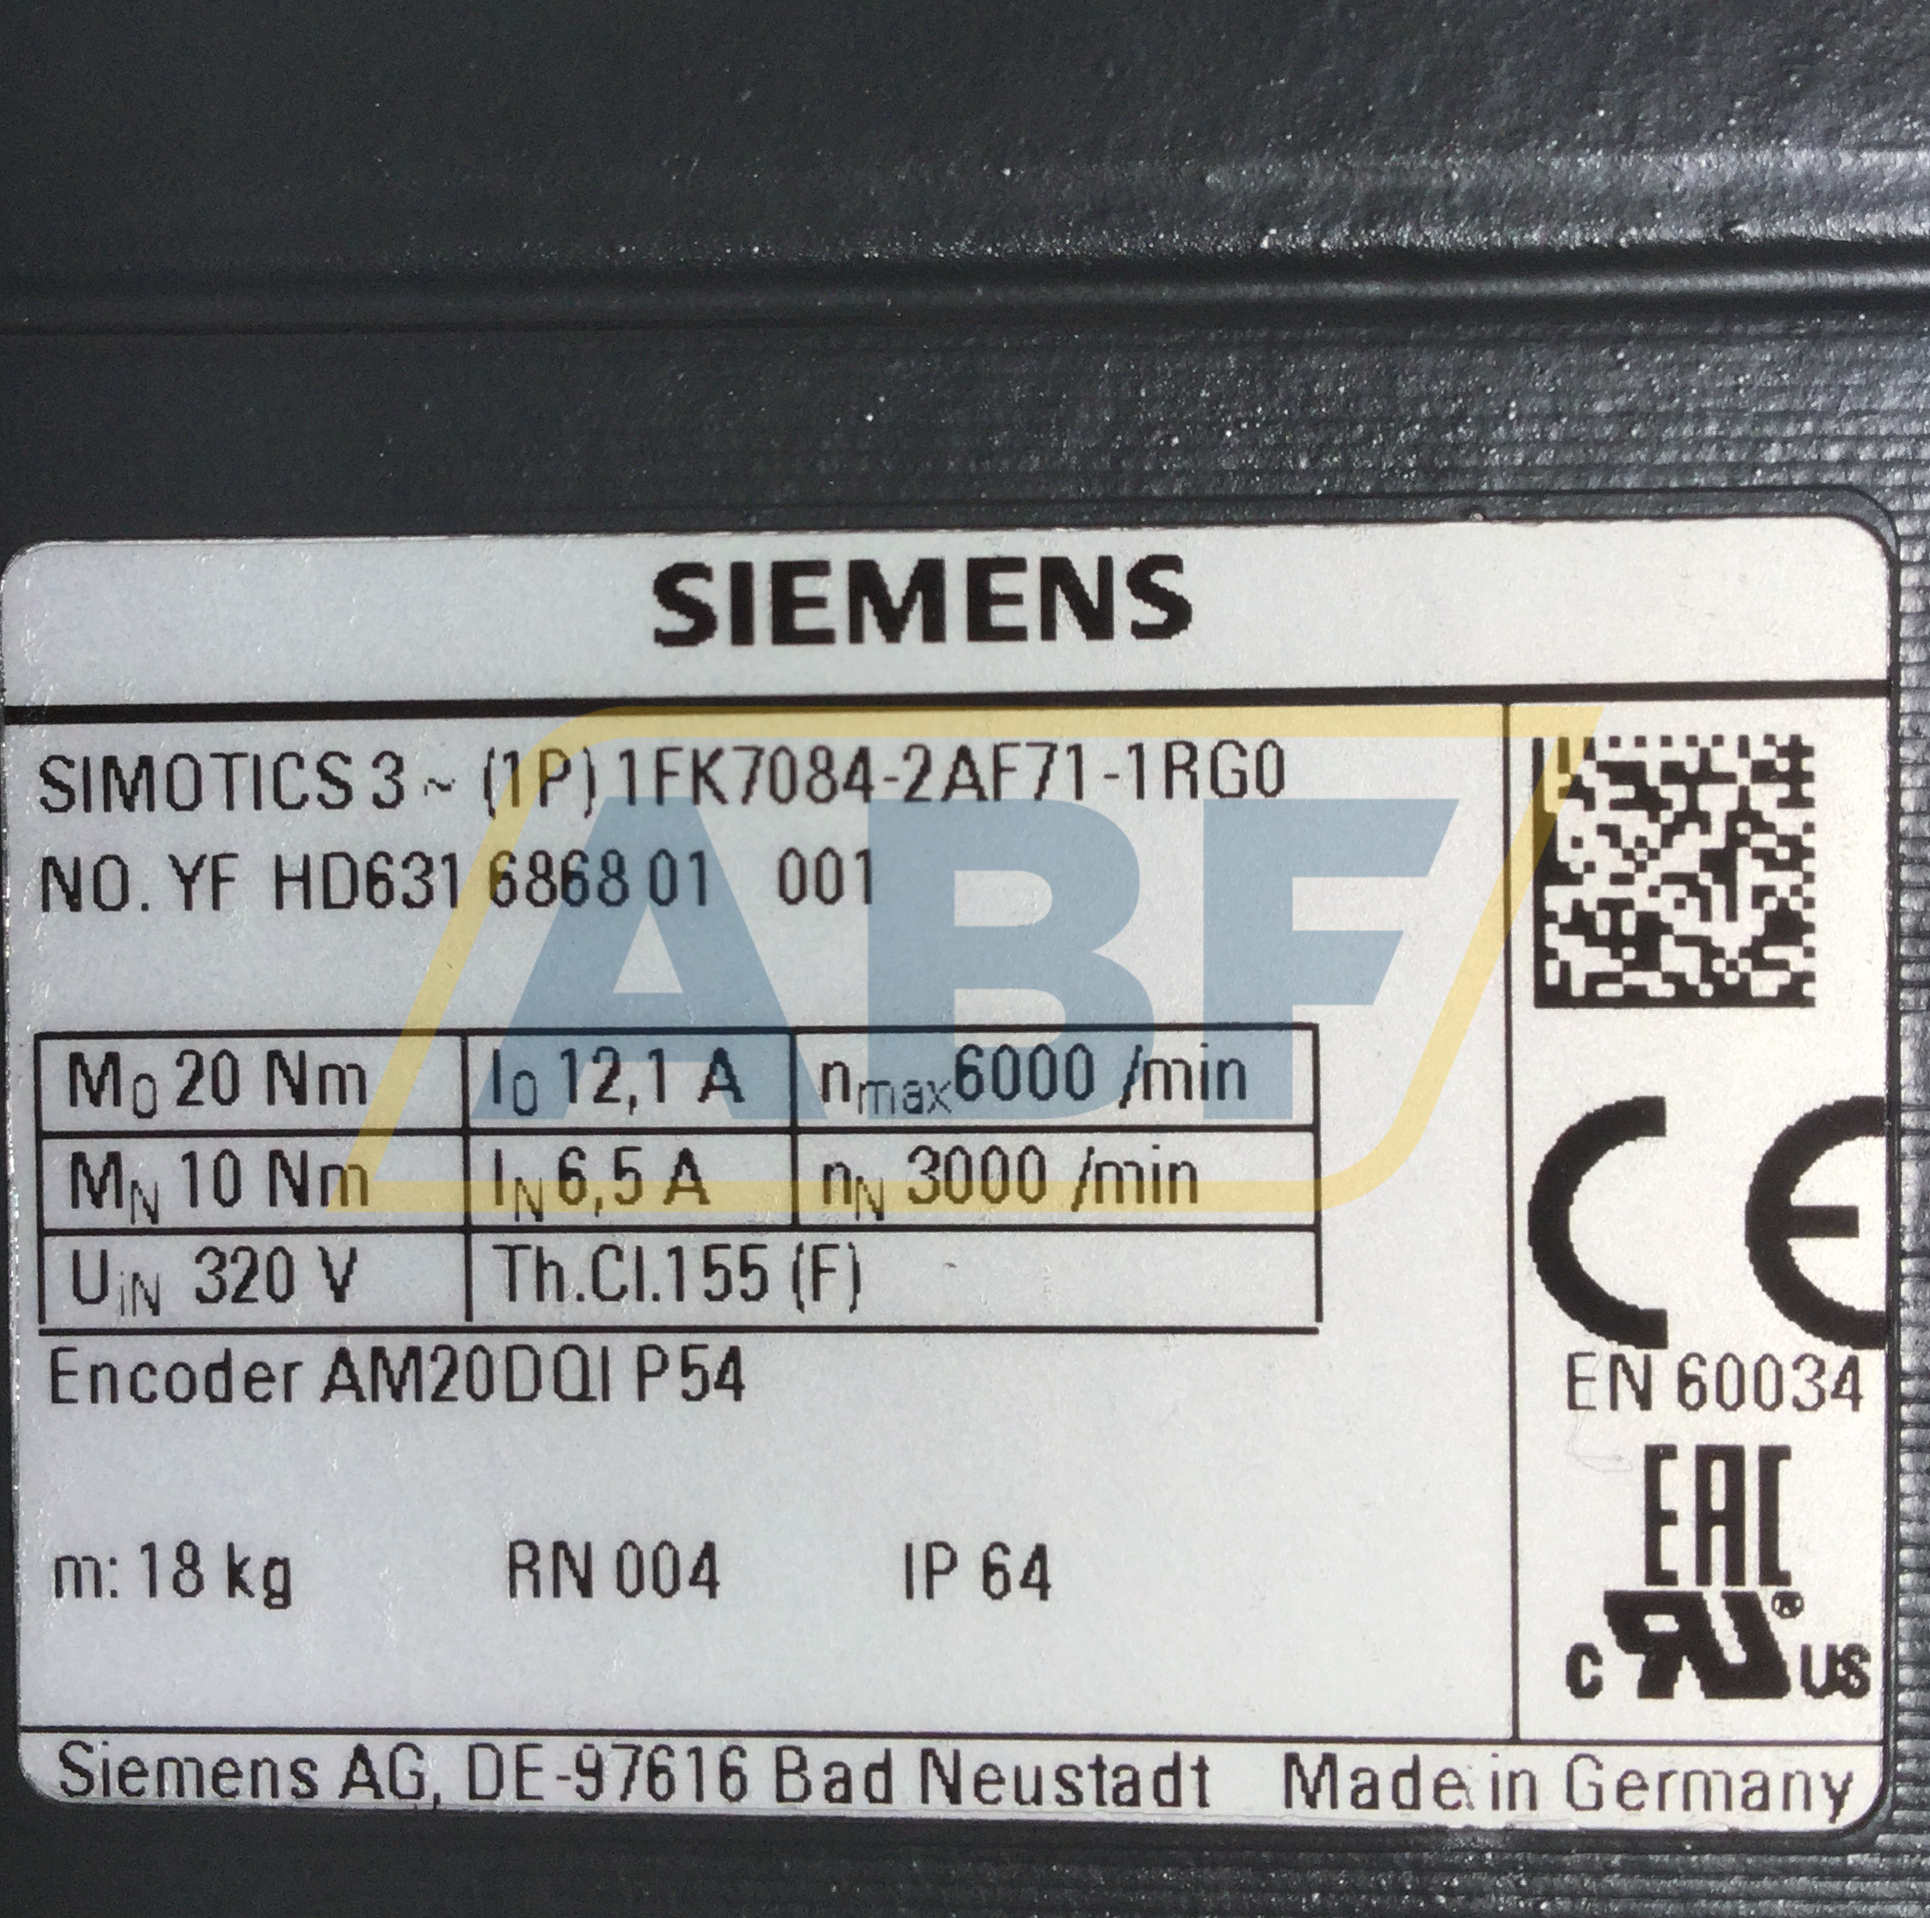 SIEMENS
SIMOTICS 3 ~ (1P) 1FK7084-2AF71-1RG0
NO. YF HD631 6868 01 001
ABF
M0 20 Nm I0 12,1 A nmax 6000 /min
MN 10 Nm IN 6,5 A nN 3000 /min
UiN 320 V Th.Cl.155 (F)
Encoder AM20DQI P54
m: 18 kg RN 004 IP 64
CE
EN 60034
EAC
c RU ® US
Siemens AG, DE-97616 Bad Neustadt Made in Germany